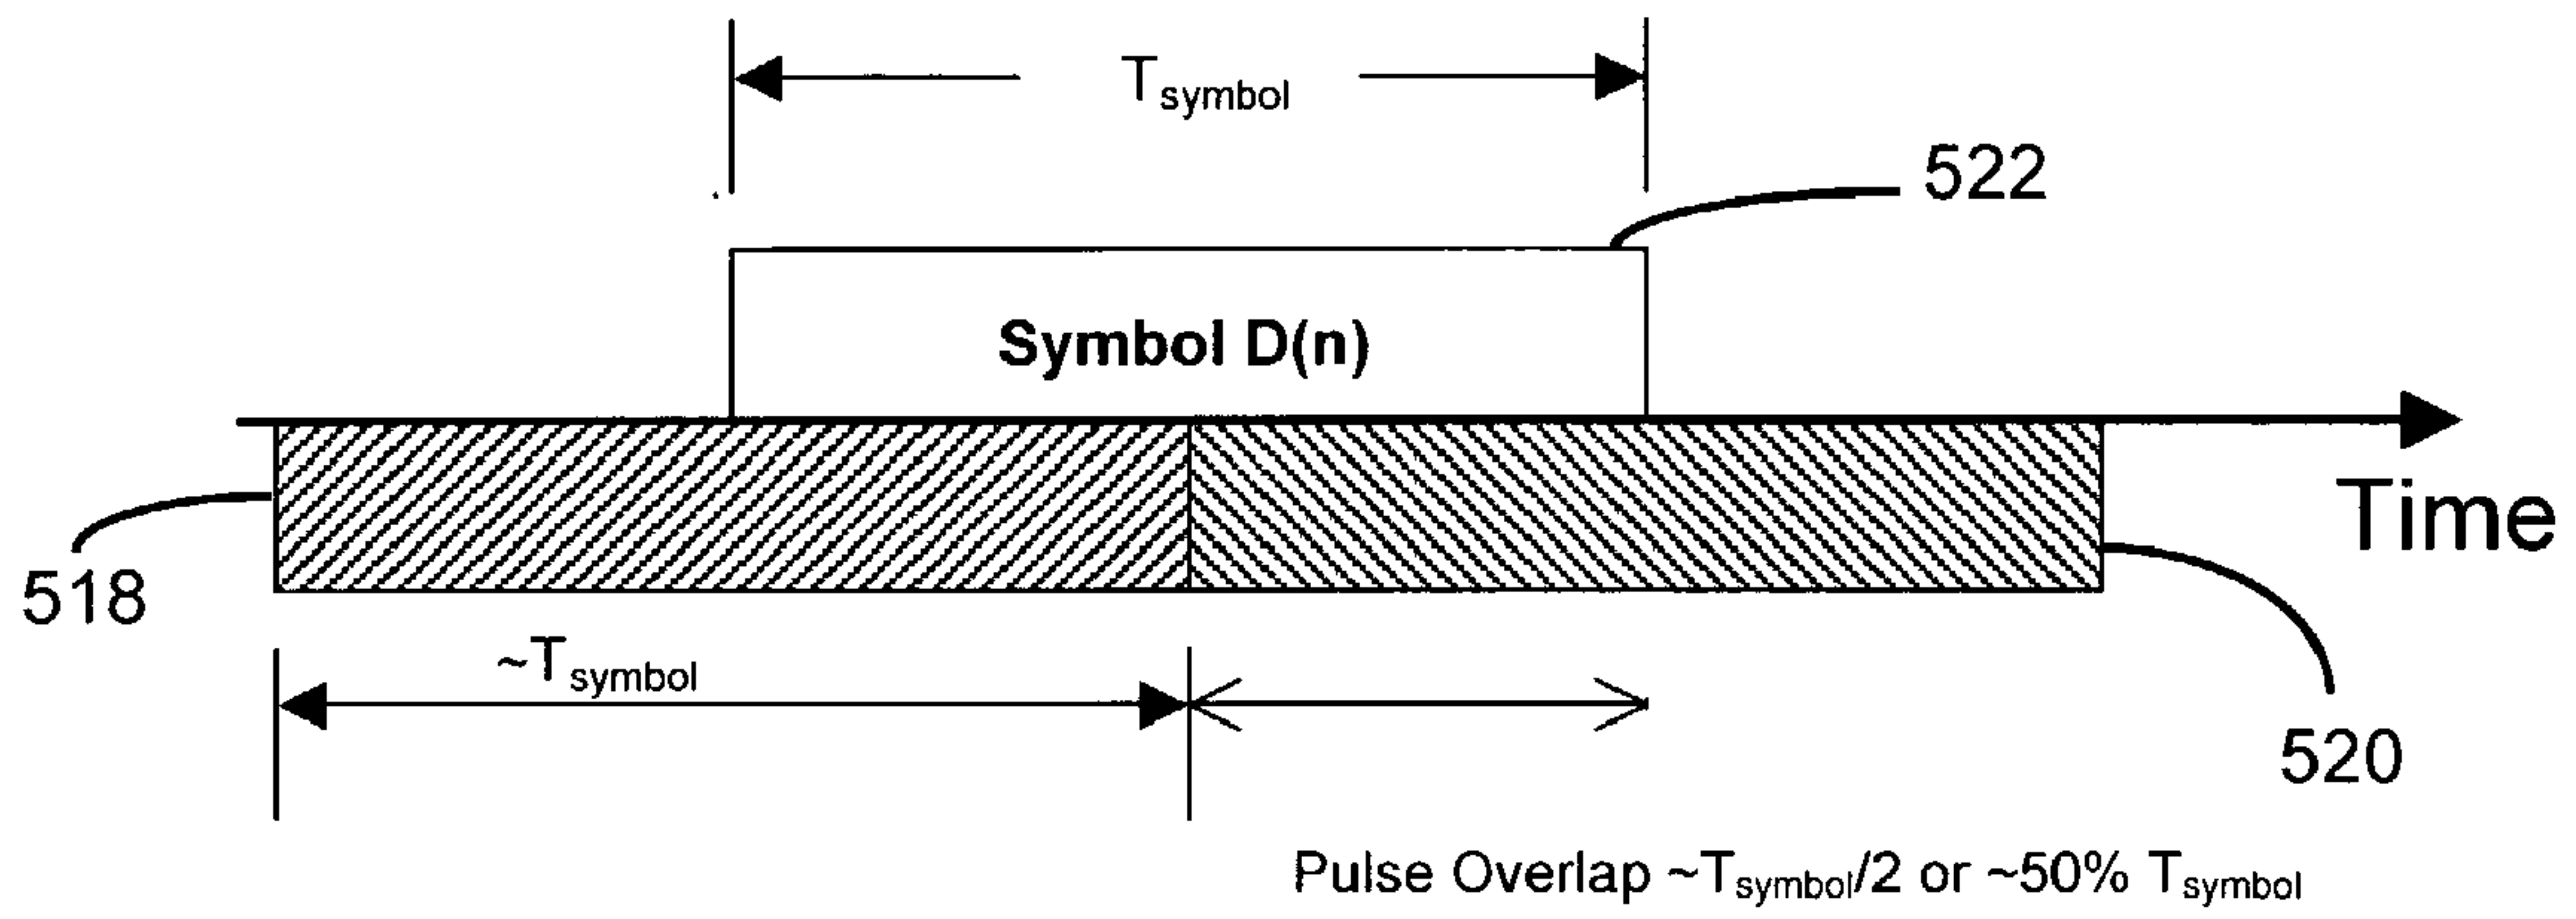 Tsymbol
522
Symbol D(n)
Time
518
~Tsymbol
520
Pulse Overlap ~Tsymbol/2 or ~50% Tsymbol